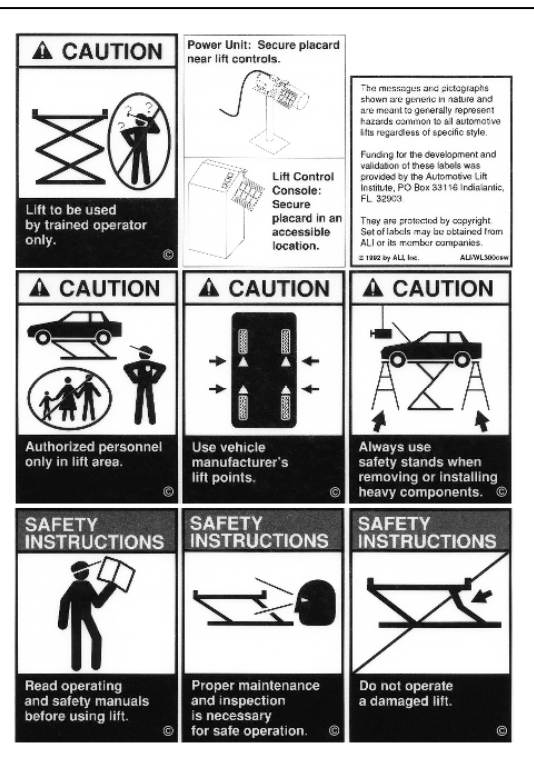 CAUTION
Lift to be used
by trained operator
only.
©
Power Unit: Secure placard
near lift controls.
Lift Control
Console:
Secure
placard in an
accessible
location.
The messages and pictographs
shown are generic in nature and
are meant to generally represent
hazards common to all automotive
lifts regardless of specific style.
Funding for the development and
validation of these labels was
provided by the Automotive Lift
Institute, PO Box 33116 Indialantic,
FL. 32903.
They are protected by copyright.
Set of labels may be obtained from
ALI or its member companies.
© 1992 by ALI, Inc. ALI/WL300csw
CAUTION
Authorized personnel
only in lift area.
©
CAUTION
Use vehicle
manufacturer's
lift points.
©
CAUTION
Always use
safety stands when
removing or installing
heavy components.
©
SAFETY
INSTRUCTIONS
Read operating
and safety manuals
before using lift.
©
SAFETY
INSTRUCTIONS
Proper maintenance
and inspection
is necessary
for safe operation.
©
SAFETY
INSTRUCTIONS
Do not operate
a damaged lift.
©